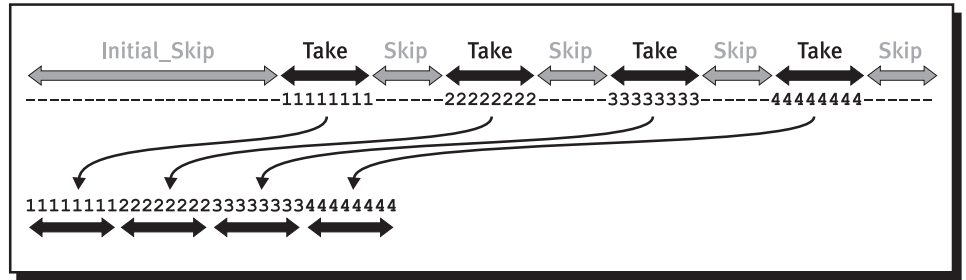 Initial_Skip Take Skip Take Skip Take Skip Take Skip
----------------------11111111------22222222------33333333------44444444------
11111111222222223333333344444444